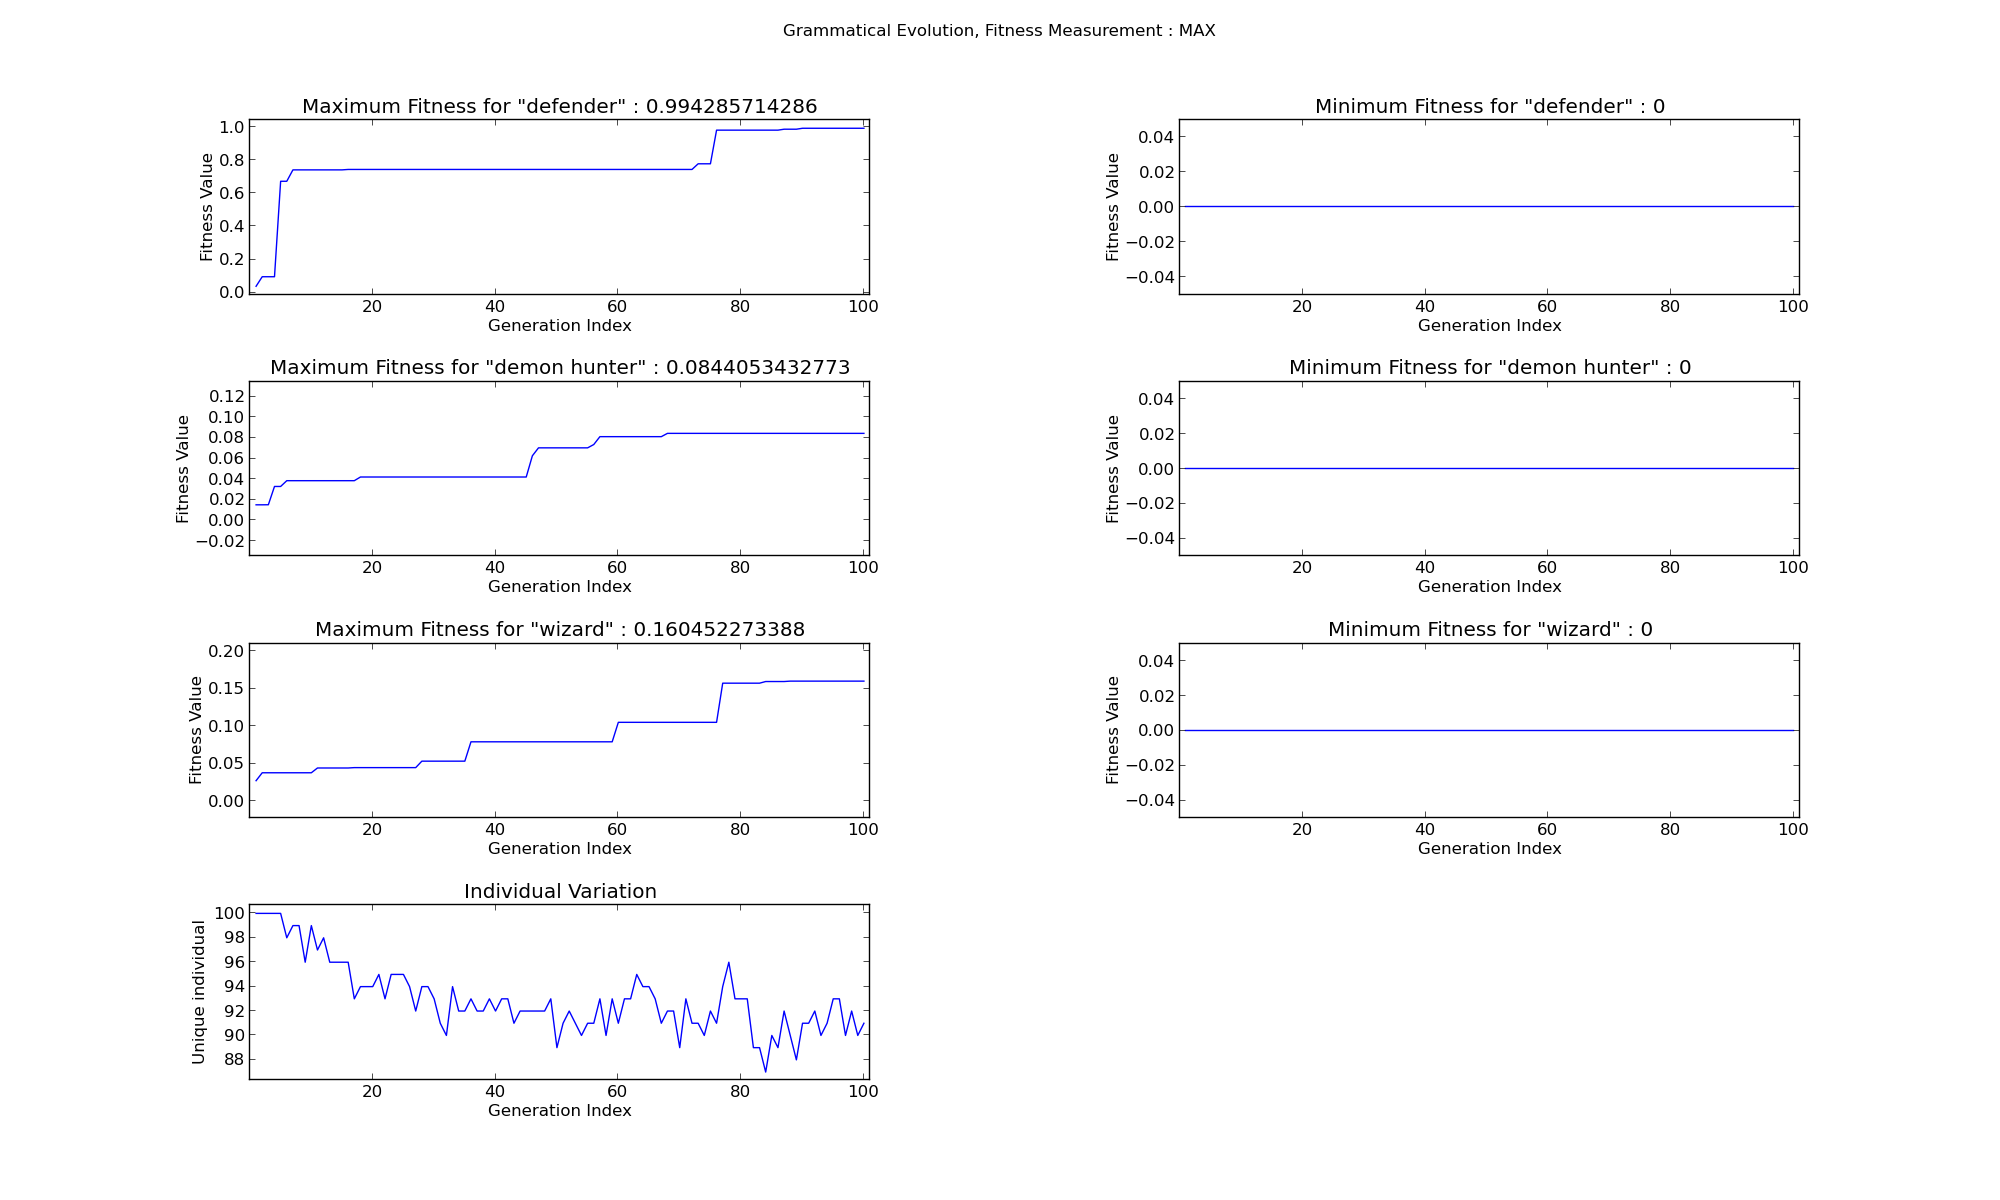 Grammatical Evolution, Fitness Measurement : MAX
Maximum Fitness for "defender" : 0.994285714286
Fitness Value
1.0
0.8
0.6
0.4
0.2
0.0
20 40 60 80 100
Generation Index
Minimum Fitness for "defender" : 0
Fitness Value
0.04
0.02
0.00
−0.02
−0.04
20 40 60 80 100
Generation Index
Maximum Fitness for "demon hunter" : 0.0844053432773
Fitness Value
0.12
0.10
0.08
0.06
0.04
0.02
0.00
−0.02
20 40 60 80 100
Generation Index
Minimum Fitness for "demon hunter" : 0
Fitness Value
0.04
0.02
0.00
−0.02
−0.04
20 40 60 80 100
Generation Index
Maximum Fitness for "wizard" : 0.160452273388
Fitness Value
0.20
0.15
0.10
0.05
0.00
20 40 60 80 100
Generation Index
Minimum Fitness for "wizard" : 0
Fitness Value
0.04
0.02
0.00
−0.02
−0.04
20 40 60 80 100
Generation Index
Individual Variation
Unique individual
100
98
96
94
92
90
88
20 40 60 80 100
Generation Index